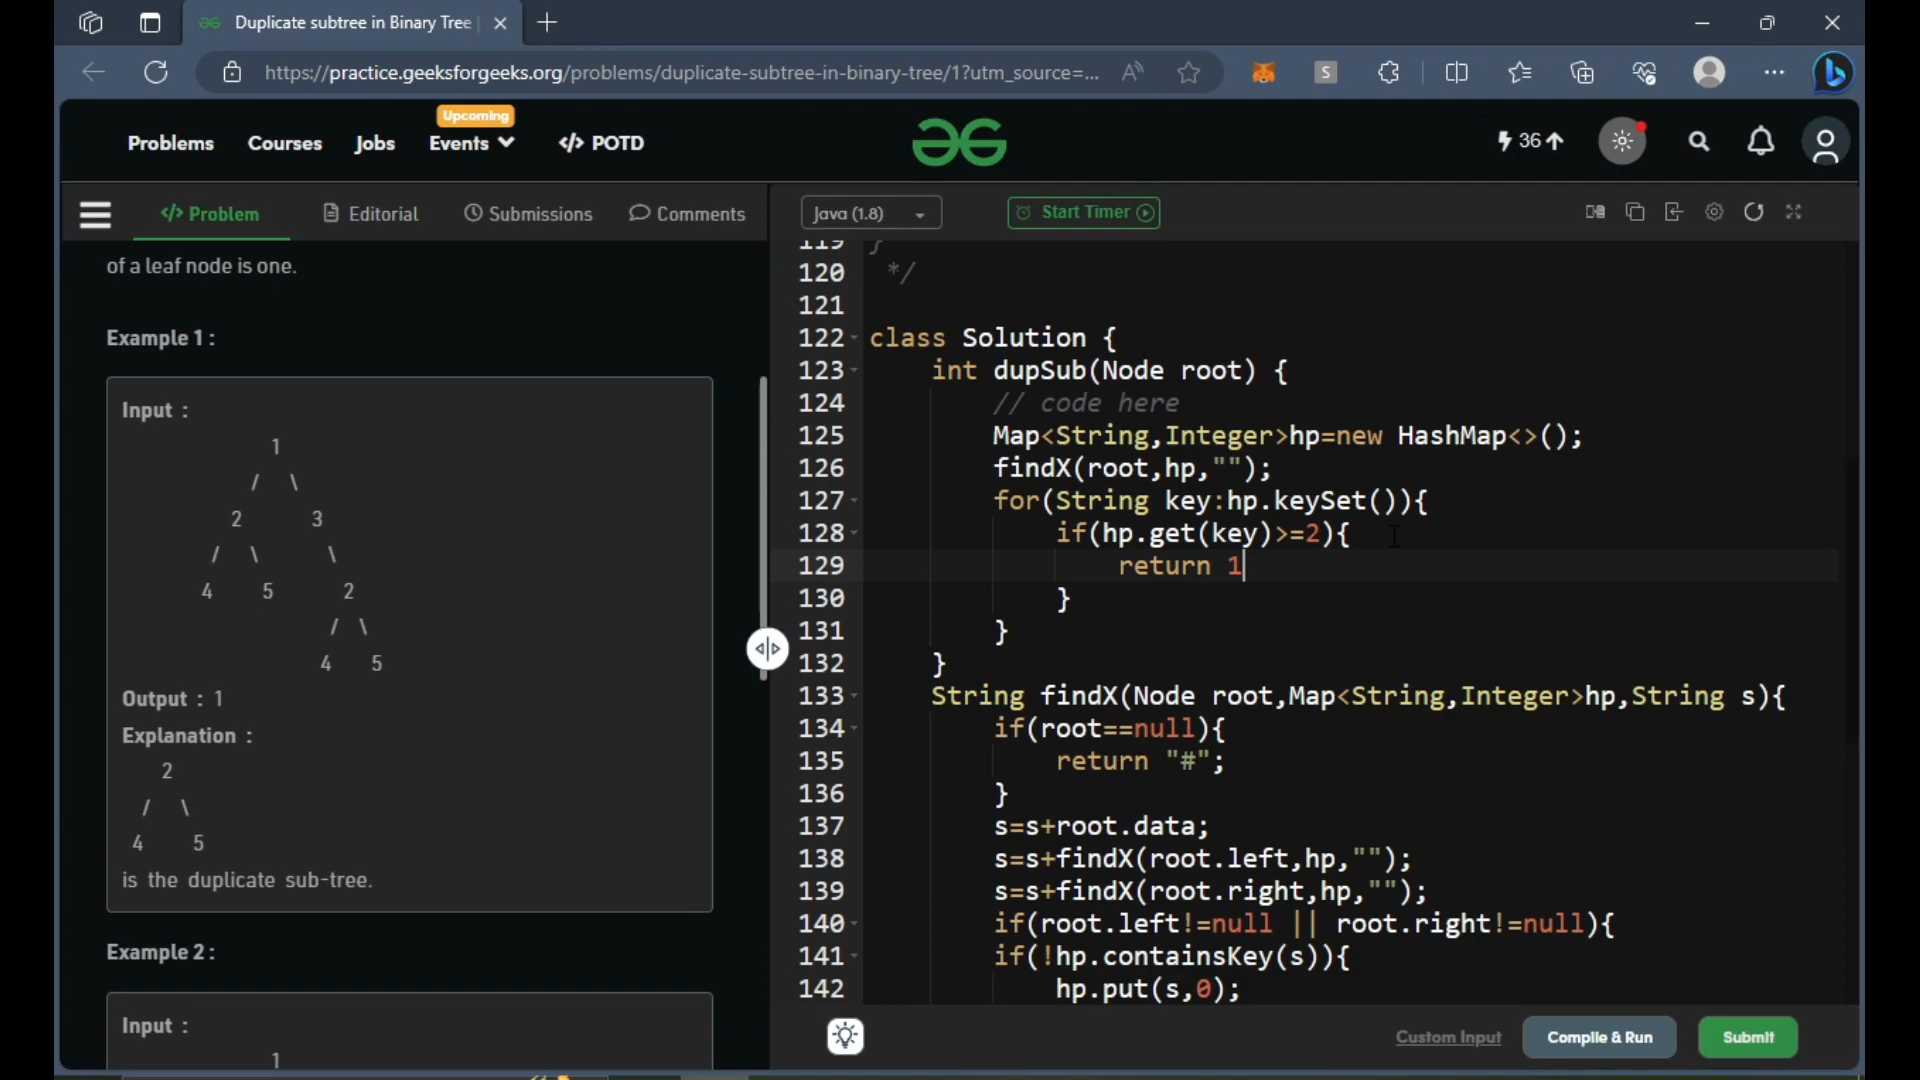 Duplicate subtree in Binary Tree |
https://practice.geeksforgeeks.org/problems/duplicate-subtree-in-binary-tree/1?utm_source=...
S
Upcoming
Problems Courses Jobs Events </> POTD
36
</> Problem Editorial Submissions Comments
Java (1.8) Start Timer
of a leaf node is one.
Example 1 :
Input :
1
/ \
2 3
/ \ \
4 5 2
/ \
4 5
Output : 1
Explanation :
2
/ \
4 5
is the duplicate sub-tree.
Example 2 :
Input :
1
119 }
120 */
121
122 class Solution {
123 int dupSub(Node root) {
124 // code here
125 Map<String,Integer>hp=new HashMap<>();
126 findX(root,hp,"");
127 for(String key:hp.keySet()){
128 if(hp.get(key)>=2){
129 return 1
130 }
131 }
132 }
133 String findX(Node root,Map<String,Integer>hp,String s){
134 if(root==null){
135 return "#";
136 }
137 s=s+root.data;
138 s=s+findX(root.left,hp,"");
139 s=s+findX(root.right,hp,"");
140 if(root.left!=null || root.right!=null){
141 if(!hp.containsKey(s)){
142 hp.put(s,0);
Custom Input Compile & Run Submit